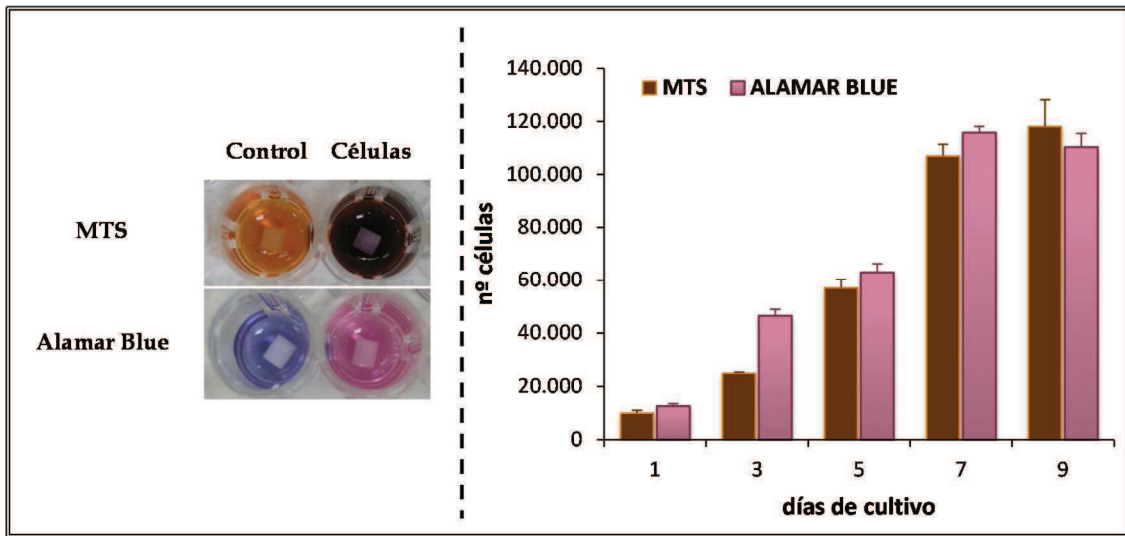 Control Células
MTS
Alamar Blue
nº células
140.000
120.000
100.000
80.000
60.000
40.000
20.000
0
MTS ALAMAR BLUE
1 3 5 7 9
días de cultivo